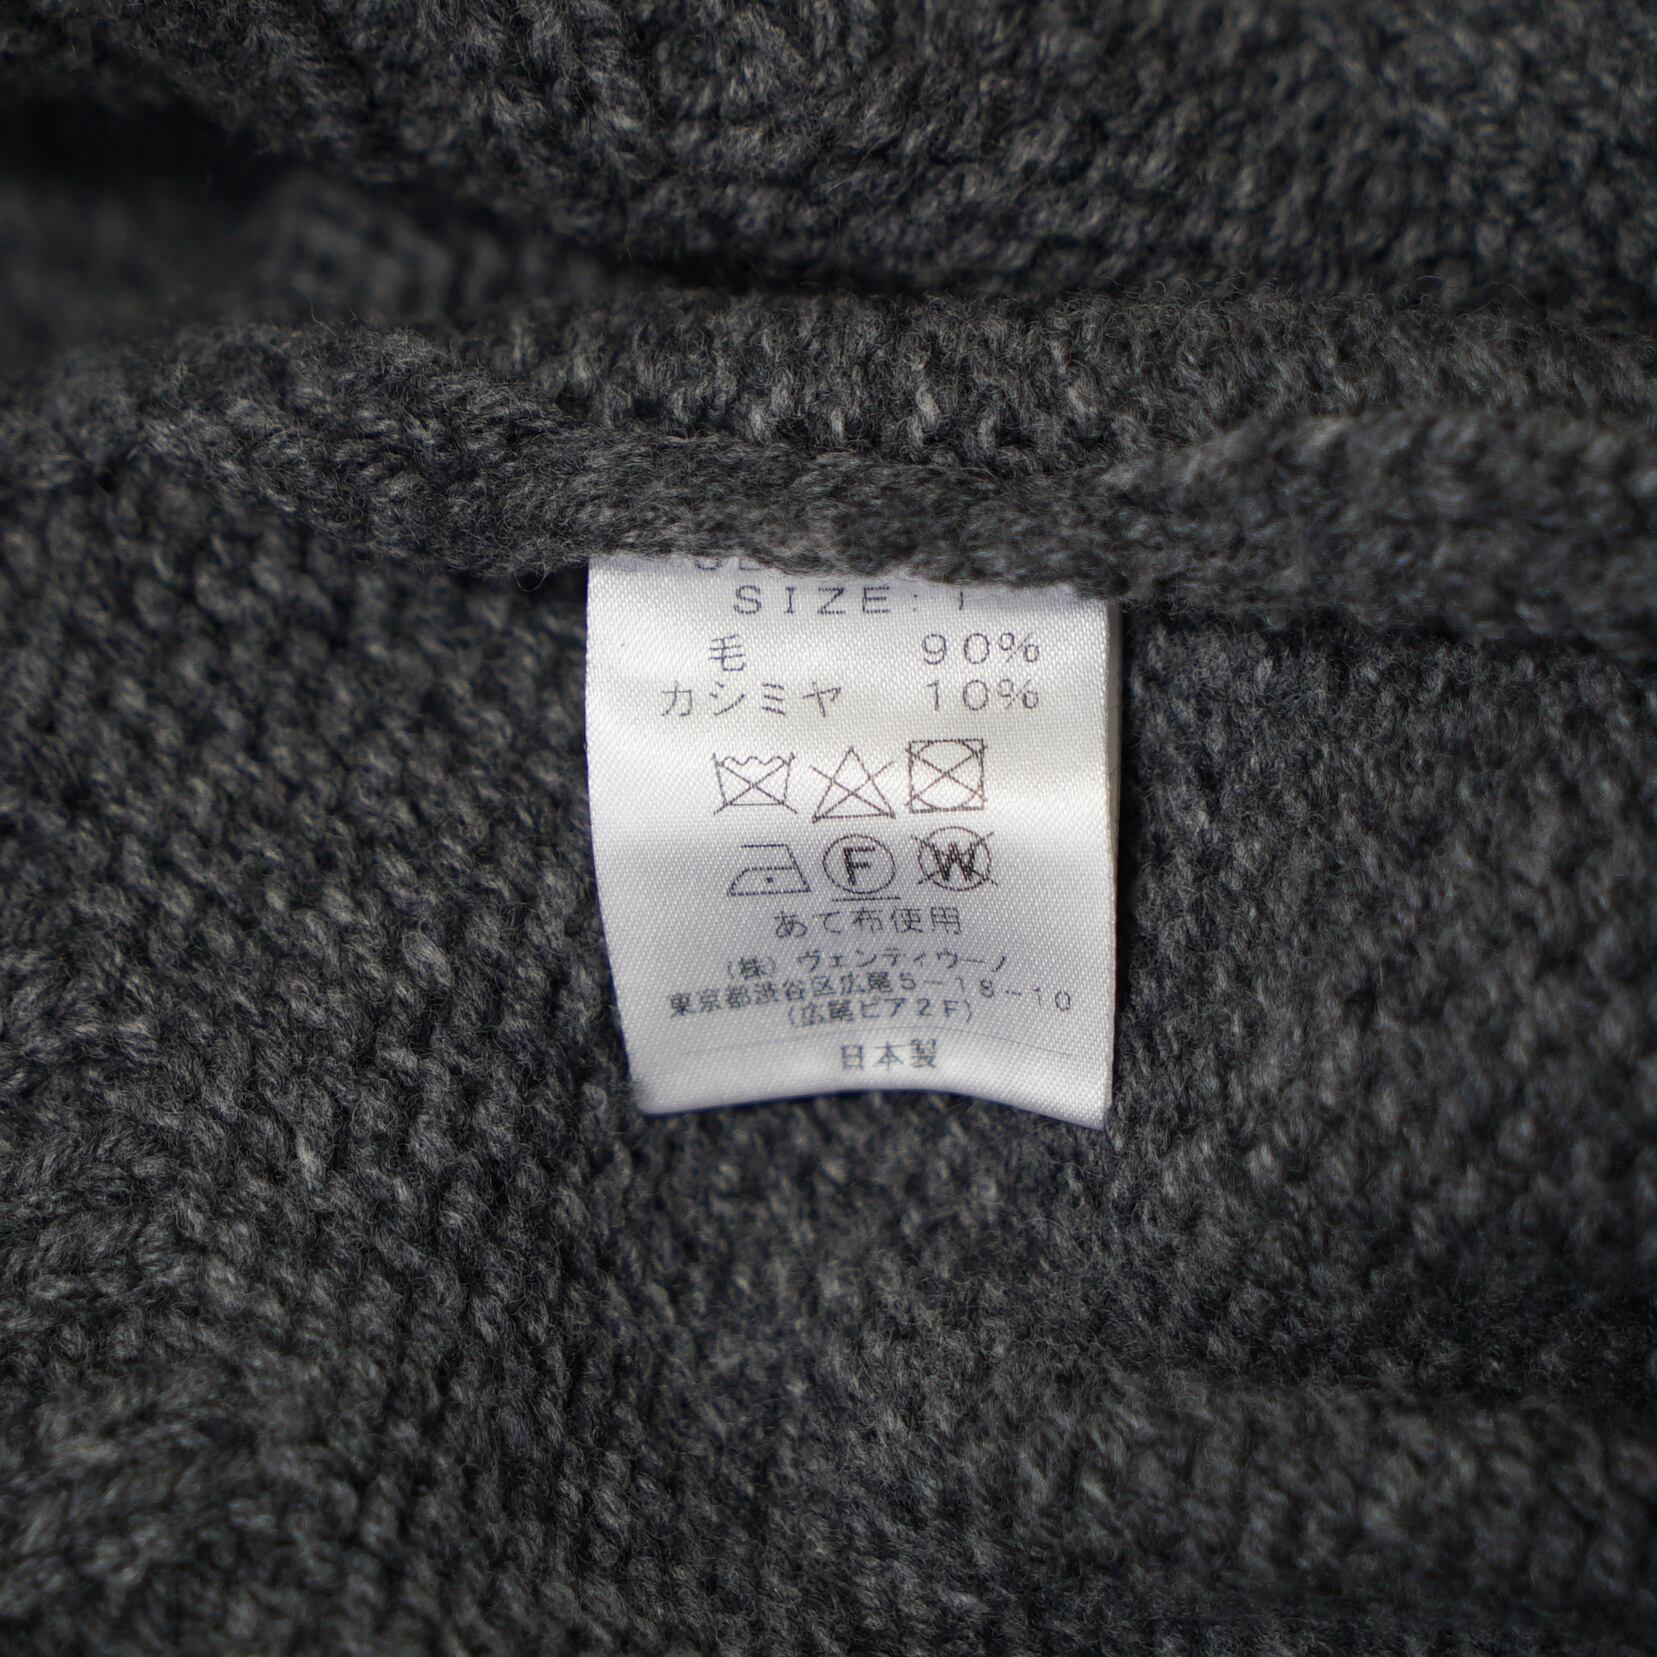 SIZE:
毛 90%
カシミヤ 10%
F W
あて布使用
(株) ヴェンティウーノ
東京都渋谷区広尾5-18-10
(広尾ピア2F)
日本製